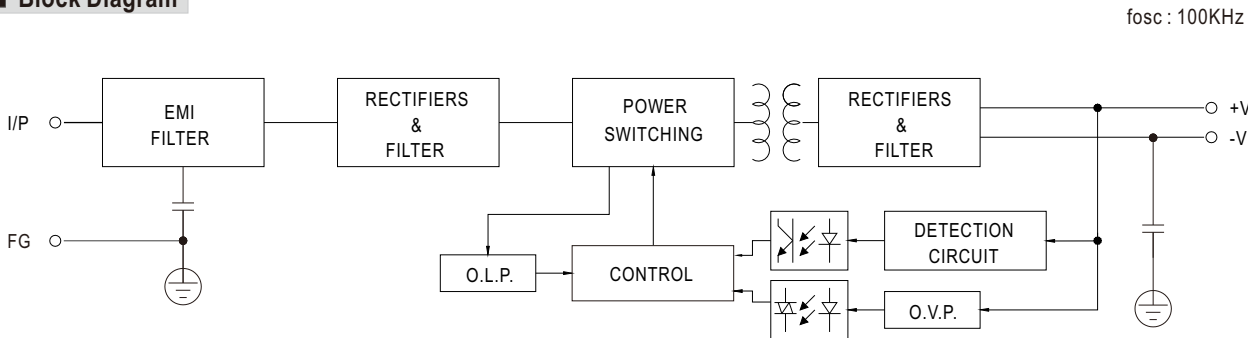 Block Diagram
fosc : 100KHz
I/P
EMI
FILTER
RECTIFIERS
&
FILTER
POWER
SWITCHING
RECTIFIERS
&
FILTER
+V
-V
FG
O.L.P.
CONTROL
DETECTION
CIRCUIT
O.V.P.